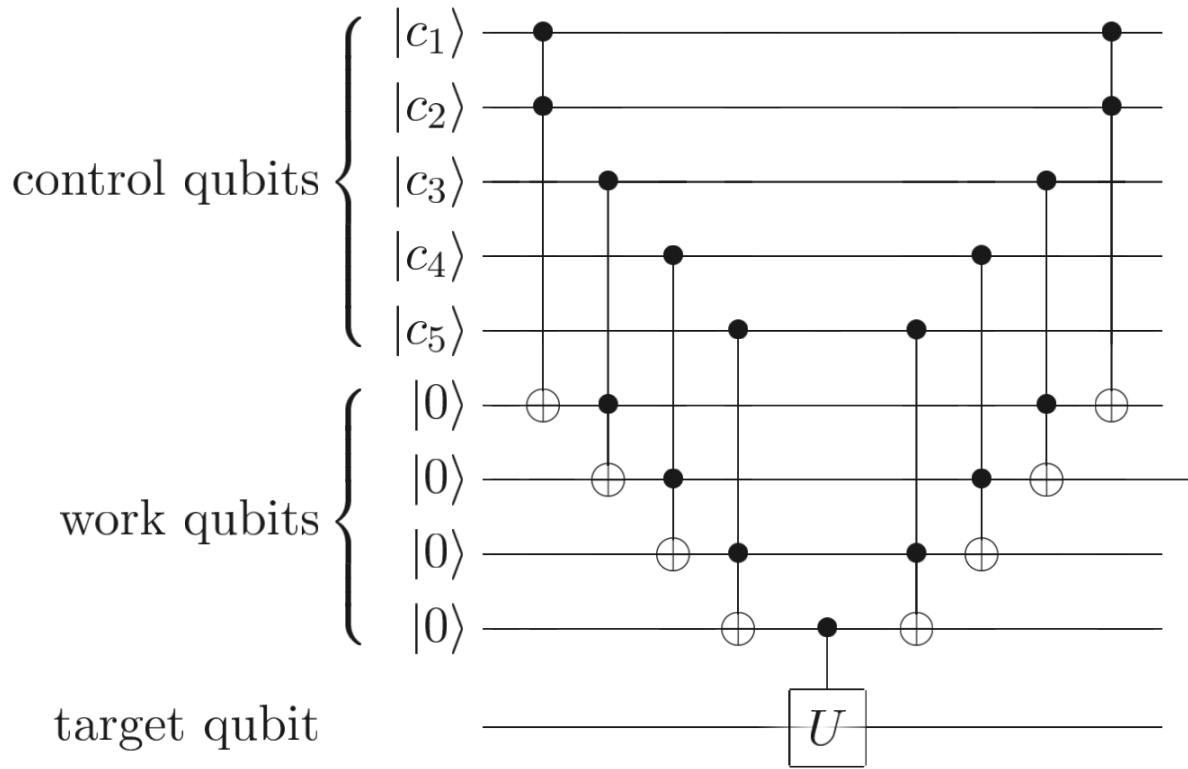 |c₁⟩
|c₂⟩
control qubits |c₃⟩
|c₄⟩
|c₅⟩
|0⟩
|0⟩
work qubits
|0⟩
|0⟩
target qubit U